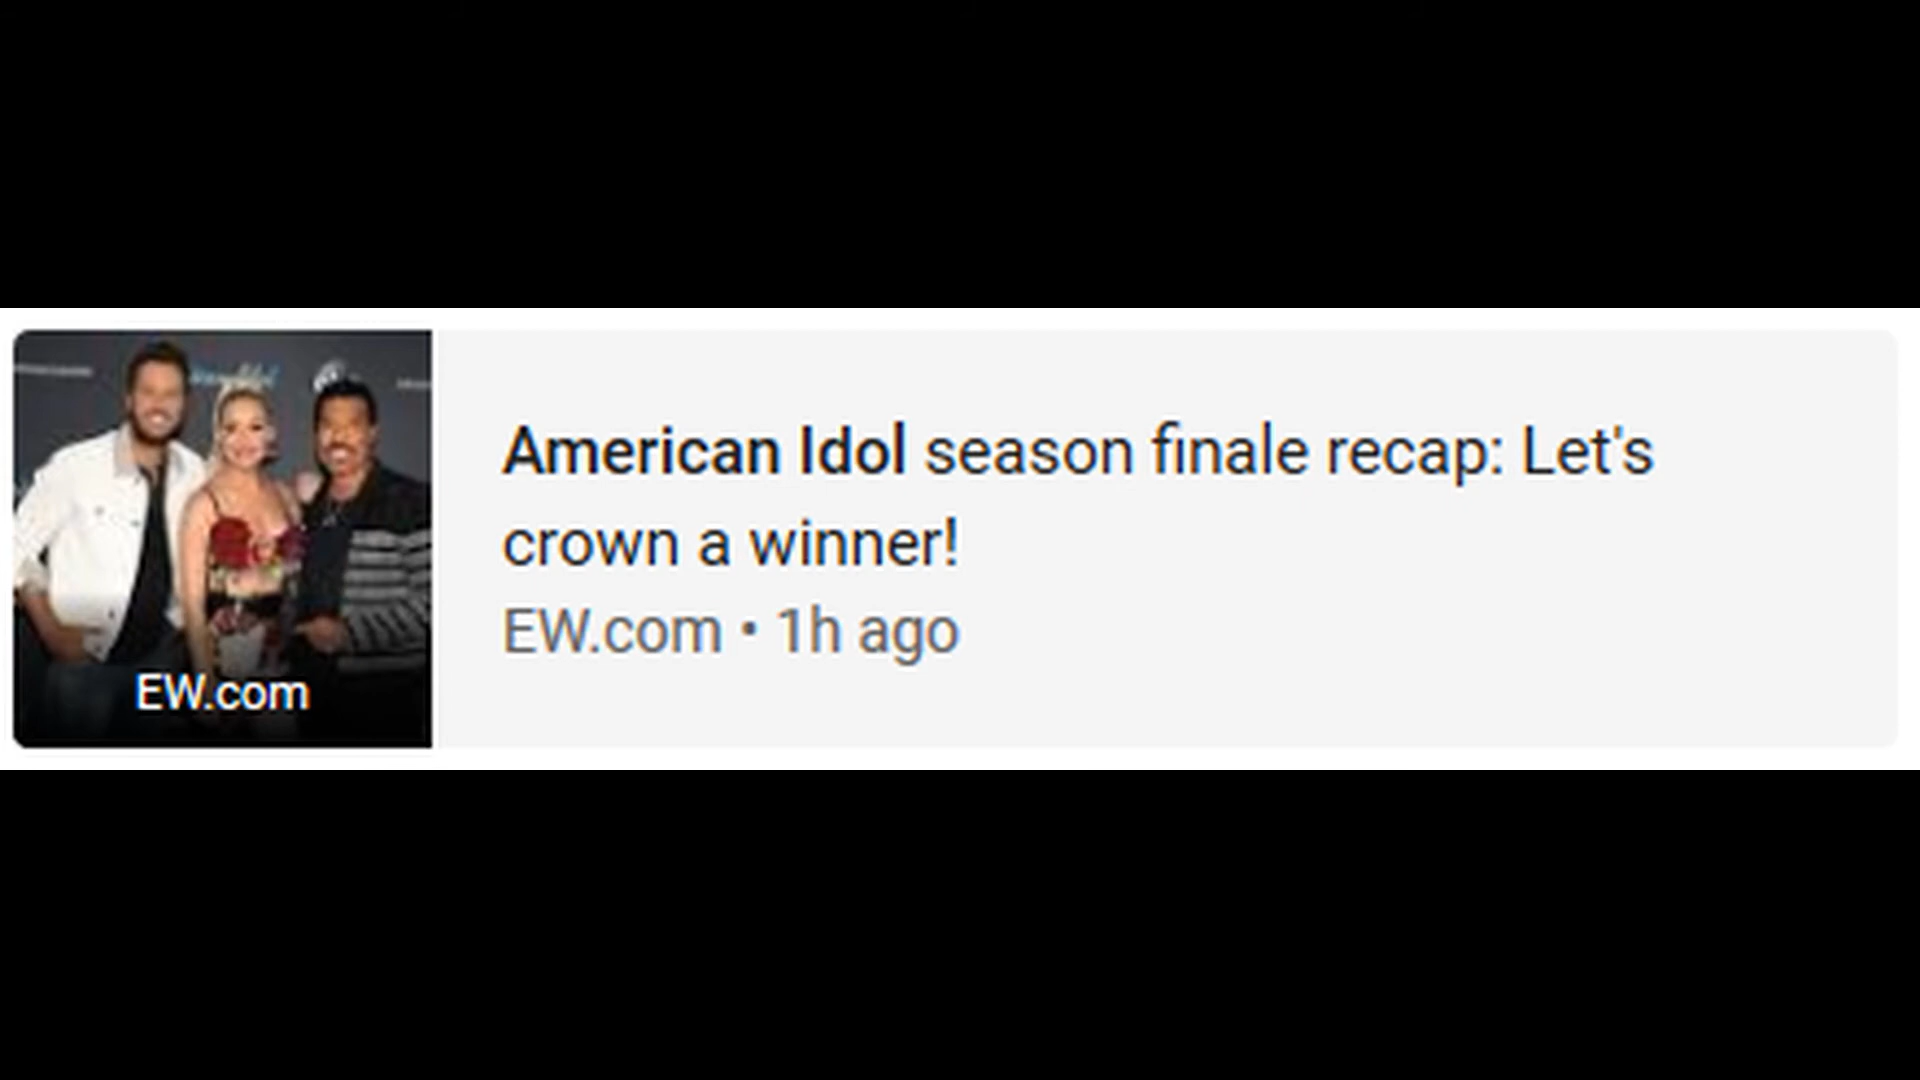 American Idol season finale recap: Let's
crown a winner!
EW.com • 1h ago
EW.com